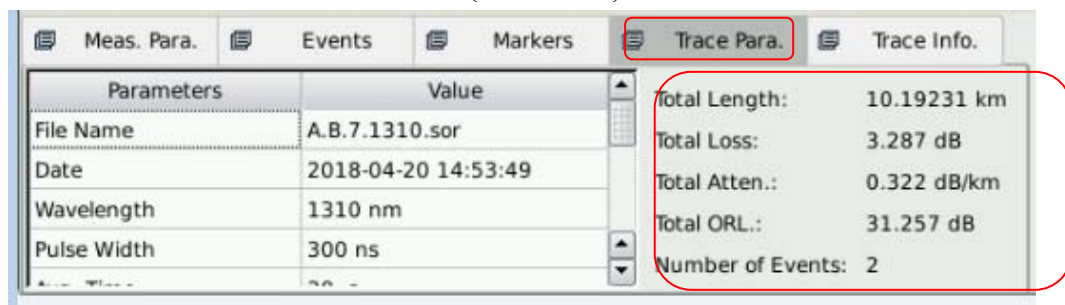 Meas. Para. Events Markers Trace Para. Trace Info.
Parameters Value
File Name A.B.7.1310.sor
Date 2018-04-20 14:53:49
Wavelength 1310 nm
Pulse Width 300 ns
Total Length: 10.19231 km
Total Loss: 3.287 dB
Total Atten.: 0.322 dB/km
Total ORL.: 31.257 dB
Number of Events: 2